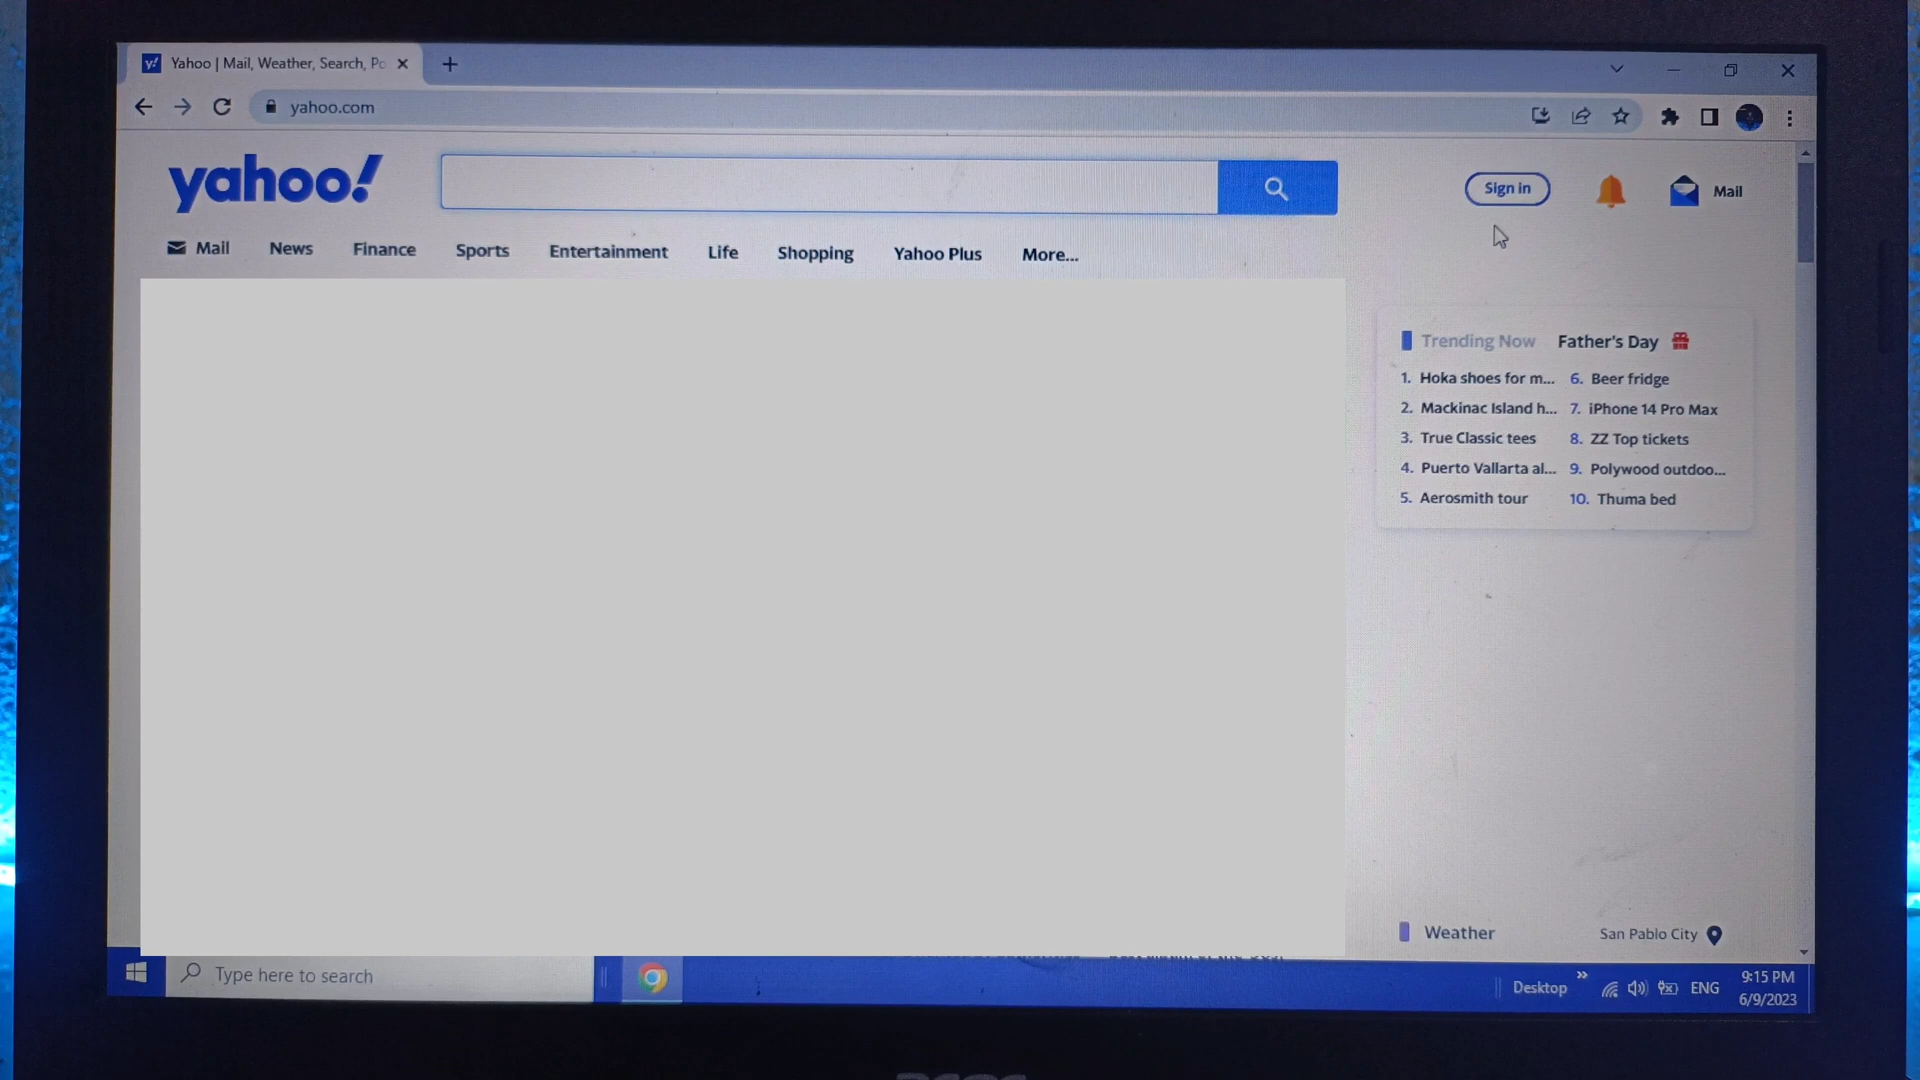 Yahoo | Mail, Weather, Search, Po
yahoo.com
yahoo!
Sign in
Mail
Mail News Finance Sports Entertainment Life Shopping Yahoo Plus More...
Trending Now Father's Day
1. Hoka shoes for m... 6. Beer fridge
2. Mackinac Island h... 7. iPhone 14 Pro Max
3. True Classic tees 8. ZZ Top tickets
4. Puerto Vallarta al... 9. Polywood outdoo...
5. Aerosmith tour 10. Thuma bed
Weather San Pablo City
Type here to search
Desktop » ENG 9:15 PM
6/9/2023